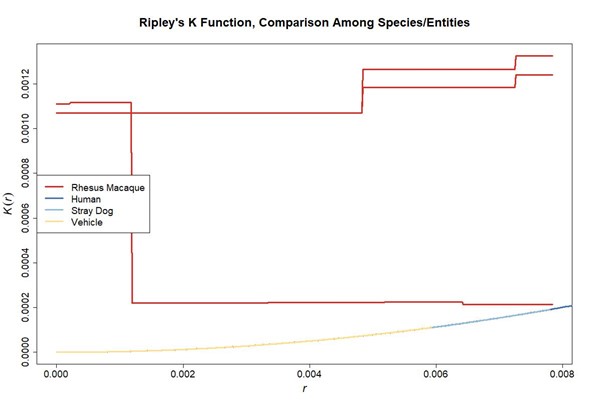 Ripley's K Function, Comparison Among Species/Entities
K(r)
0.0012
0.0010
0.0008
0.0006
0.0004
0.0002
0.0000
Rhesus Macaque
Human
Stray Dog
Vehicle
0.000 0.002 0.004 0.006 0.008
r